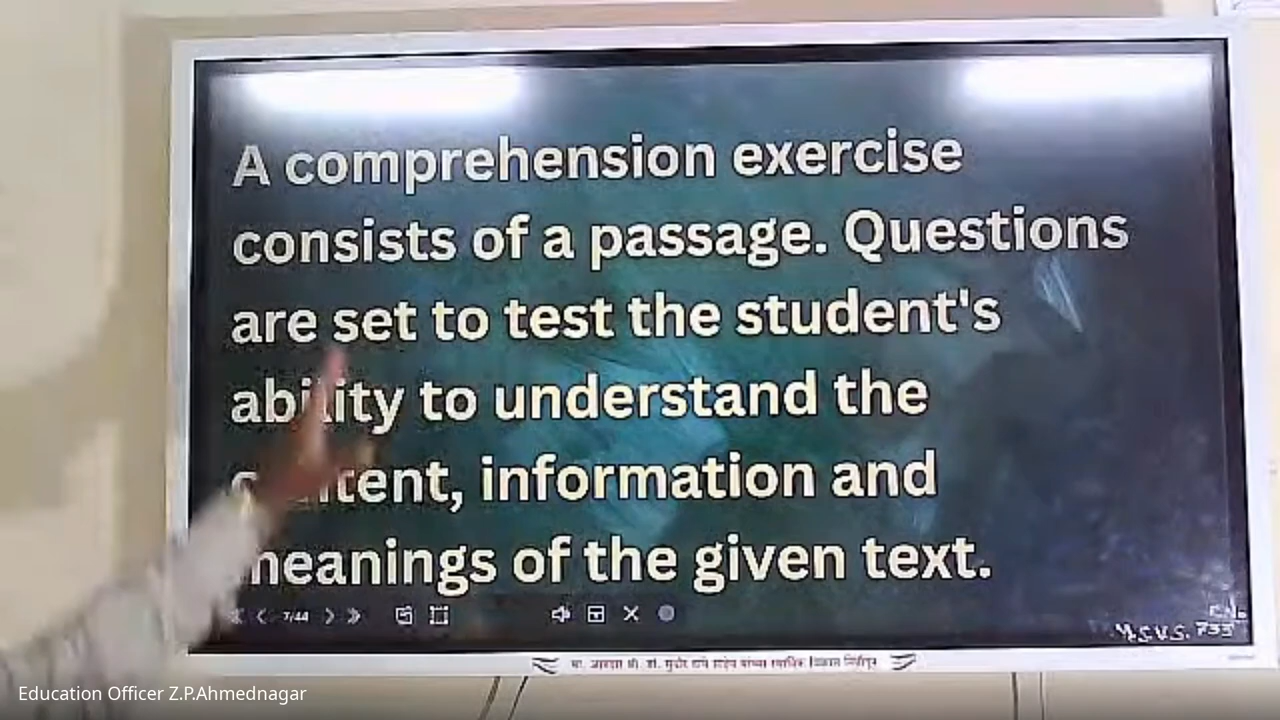 A comprehension exercise
consists of a passage. Questions
are set to test the student's
ability to understand the
content, information and
meanings of the given text.
7/44
Education Officer Z.P.Ahmednagar